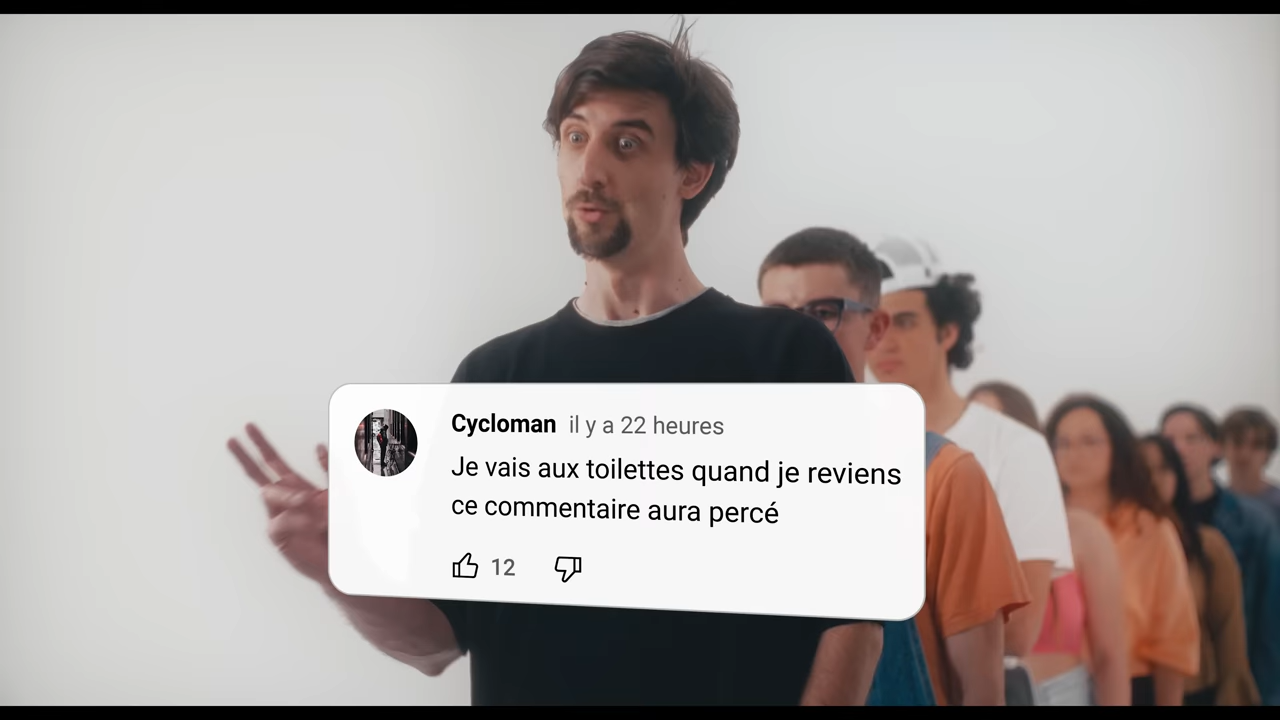 Cycloman il y a 22 heures
Je vais aux toilettes quand je reviens
ce commentaire aura percé
12